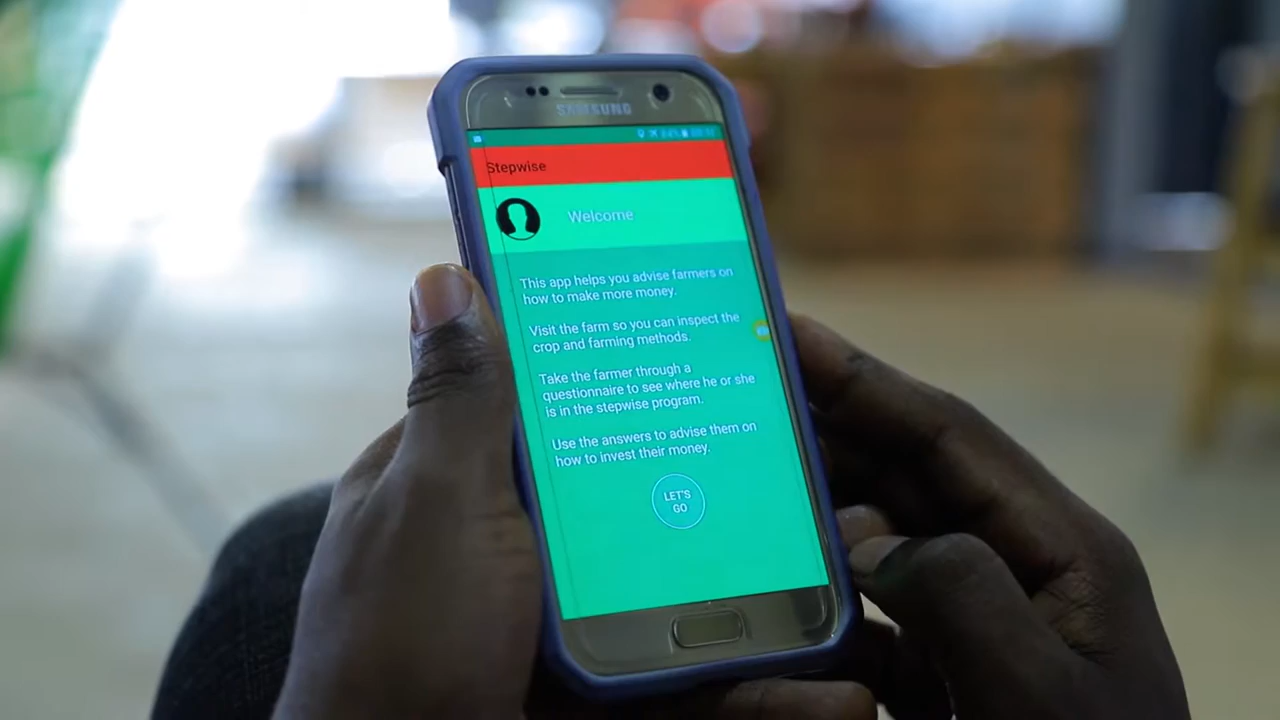 SAMSUNG
Stepwise
Welcome
This app helps you advise farmers on
how to make more money.
Visit the farm so you can inspect the
crop and farming methods.
Take the farmer through a
questionnaire to see where he or she
is in the stepwise program.
Use the answers to advise them on
how to invest their money.
LET'S
GO